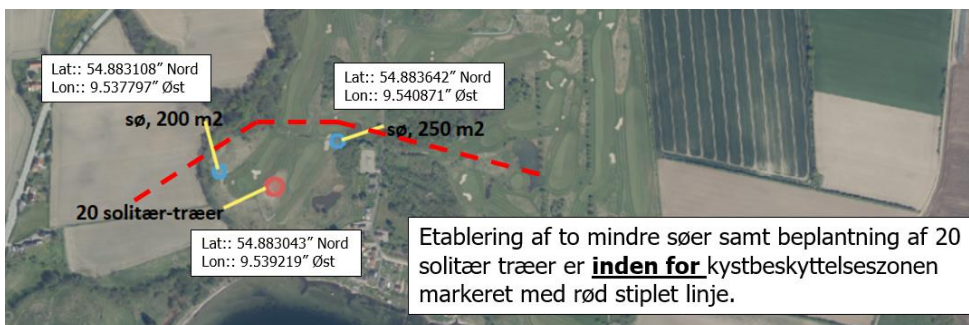 Lat:: 54.883108” Nord
Lon:: 9.537797” Øst
Lat:: 54.883642” Nord
Lon:: 9.540871” Øst
sø, 200 m2
sø, 250 m2
20 solitær-træer
Lat:: 54.883043” Nord
Lon:: 9.539219” Øst
Etablering af to mindre søer samt beplantning af 20
solitær træer er inden for kystbeskyttelseszonen
markeret med rød stiplet linje.